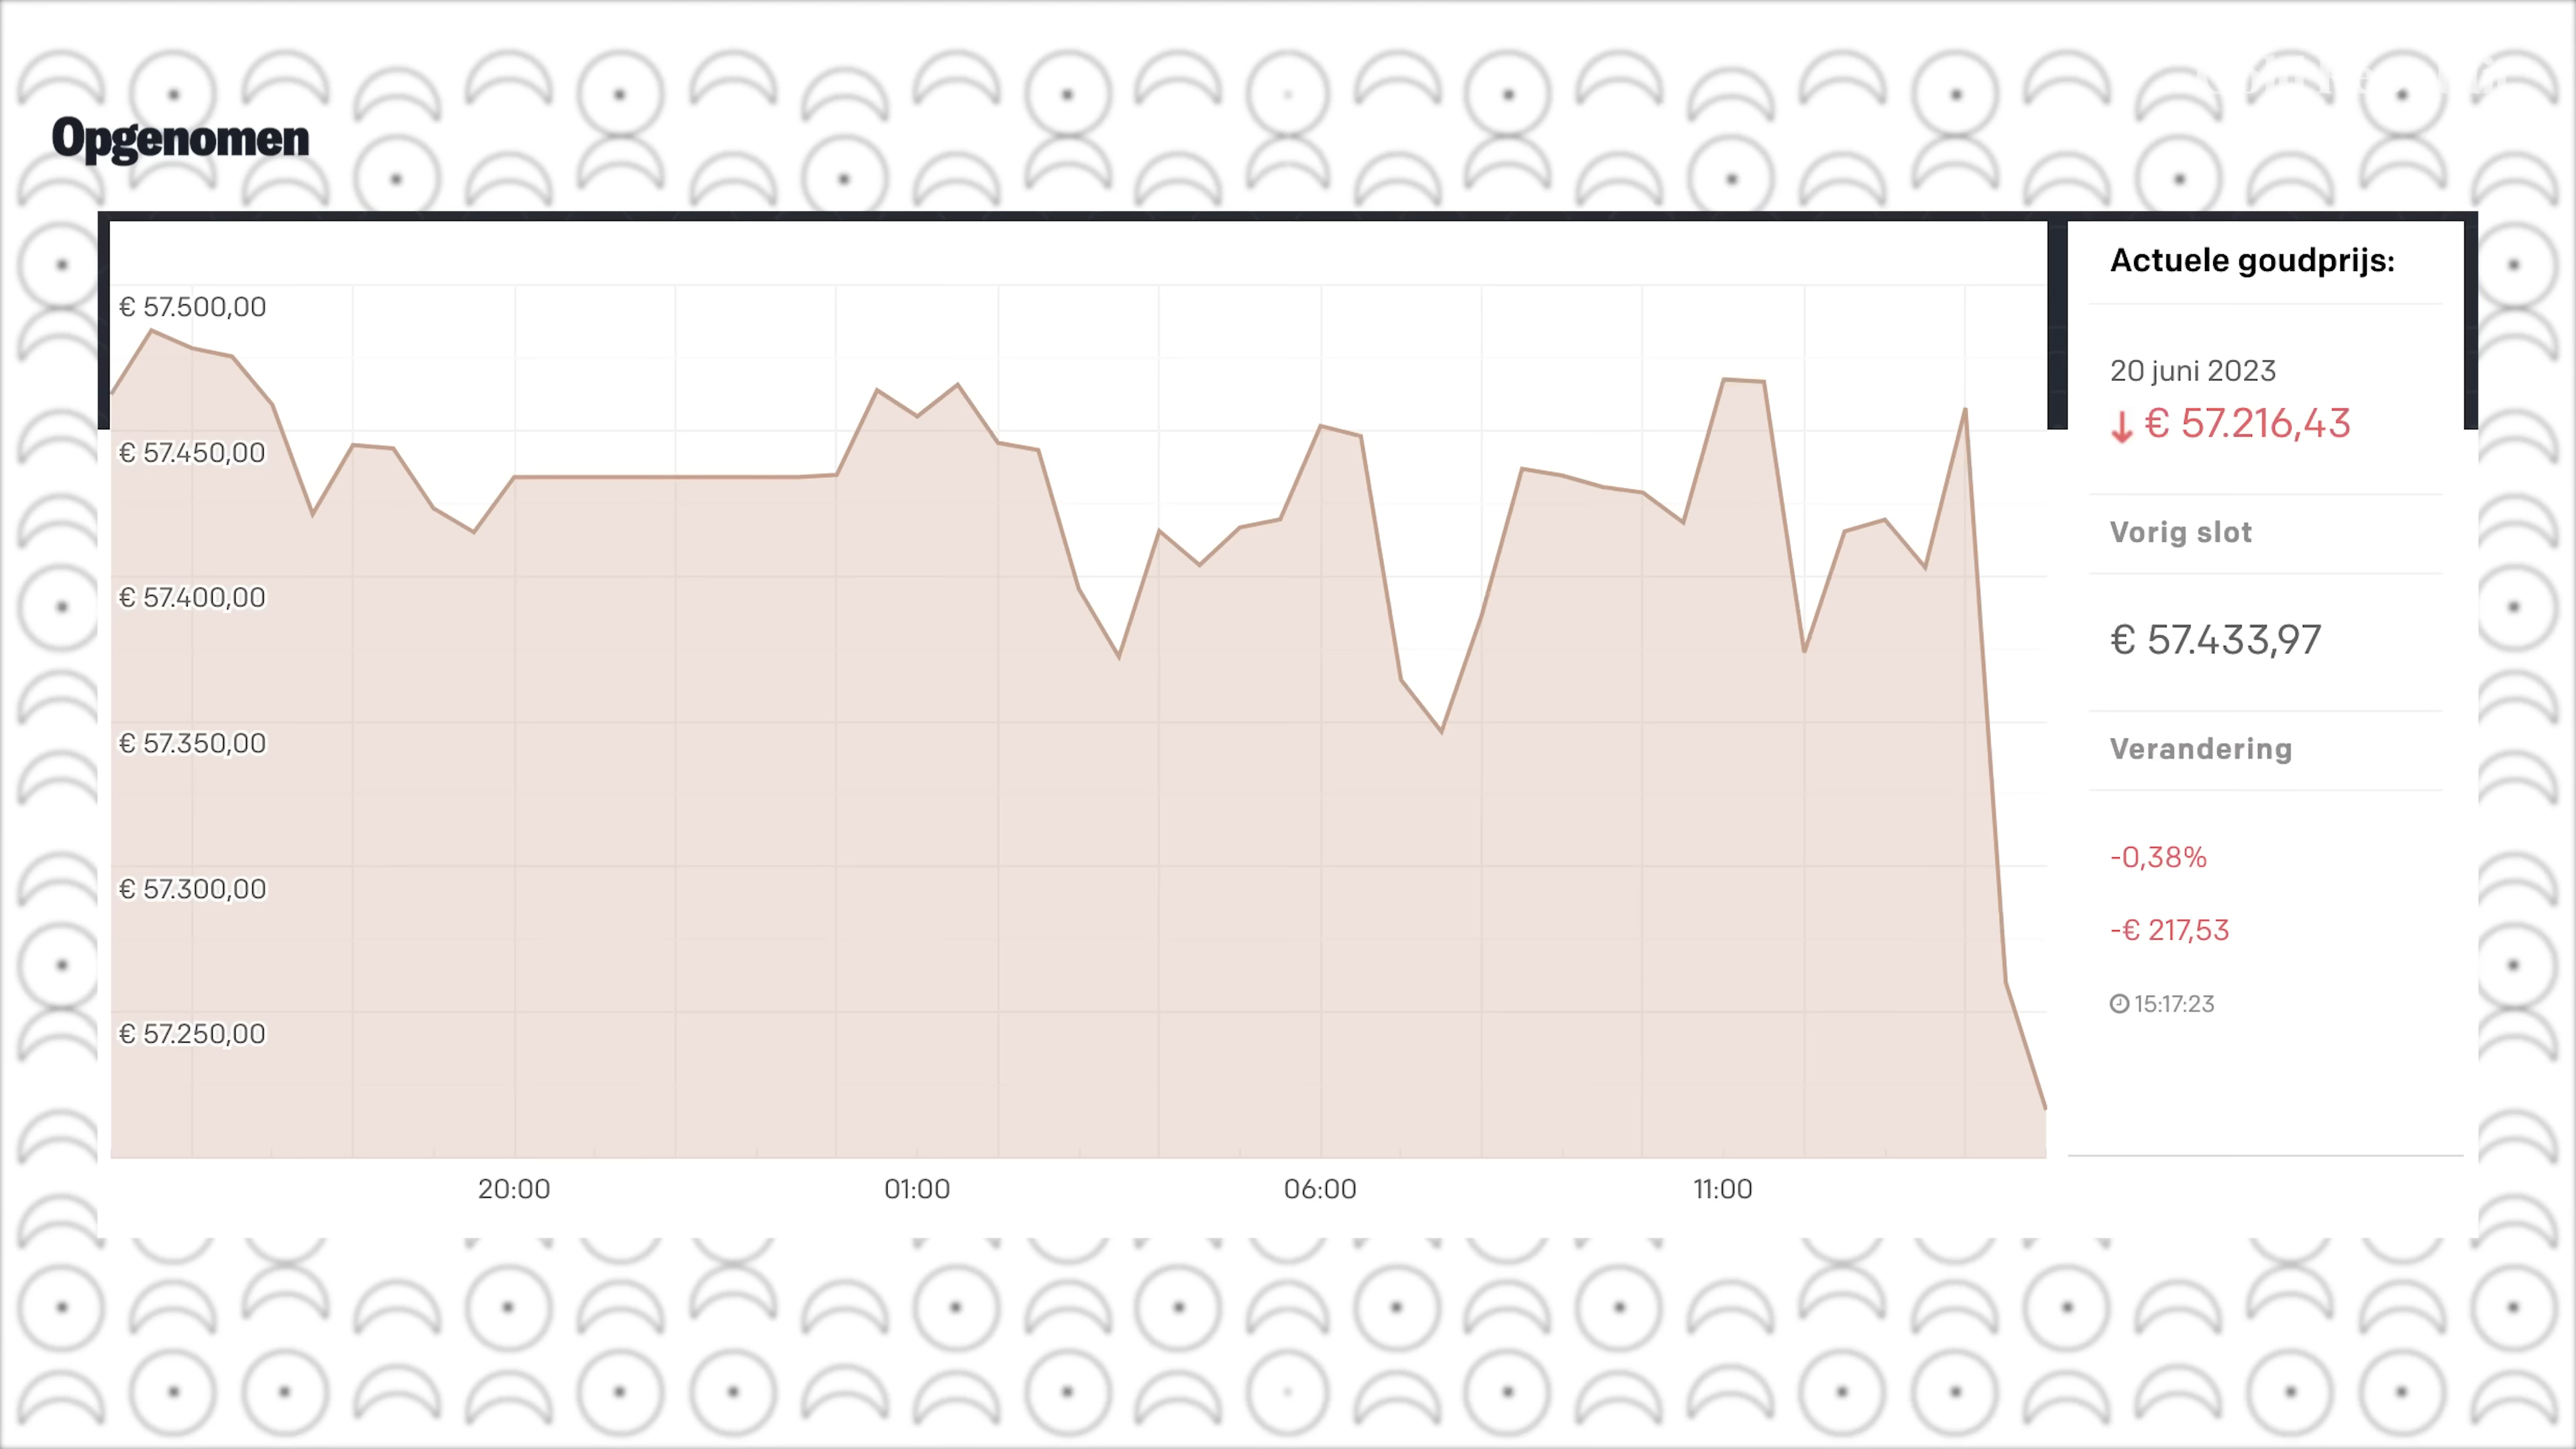 Opgenomen
€ 57.500,00
€ 57.450,00
€ 57.400,00
€ 57.350,00
€ 57.300,00
€ 57.250,00
20:00
01:00
06:00
11:00
Actuele goudprijs:
20 juni 2023
↓ € 57.216,43
Vorig slot
€ 57.433,97
Verandering
-0,38%
-€ 217,53
15:17:23